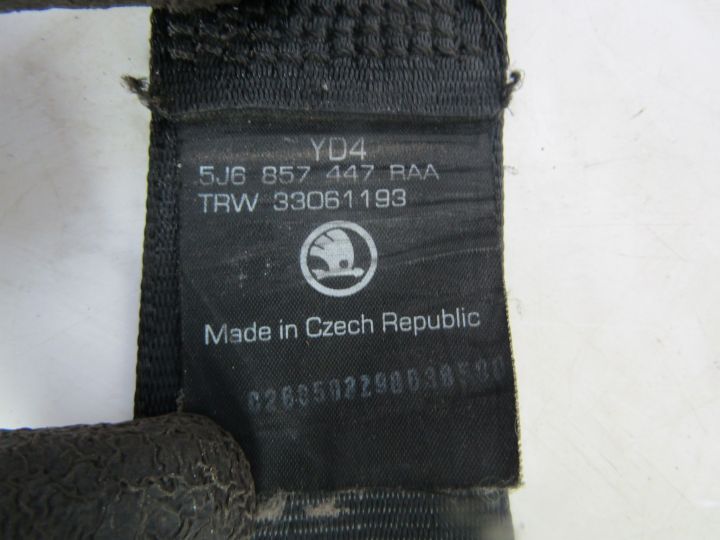 YD4
5J6 857 447 RAA
TRW 33061193
Made in Czech Republic